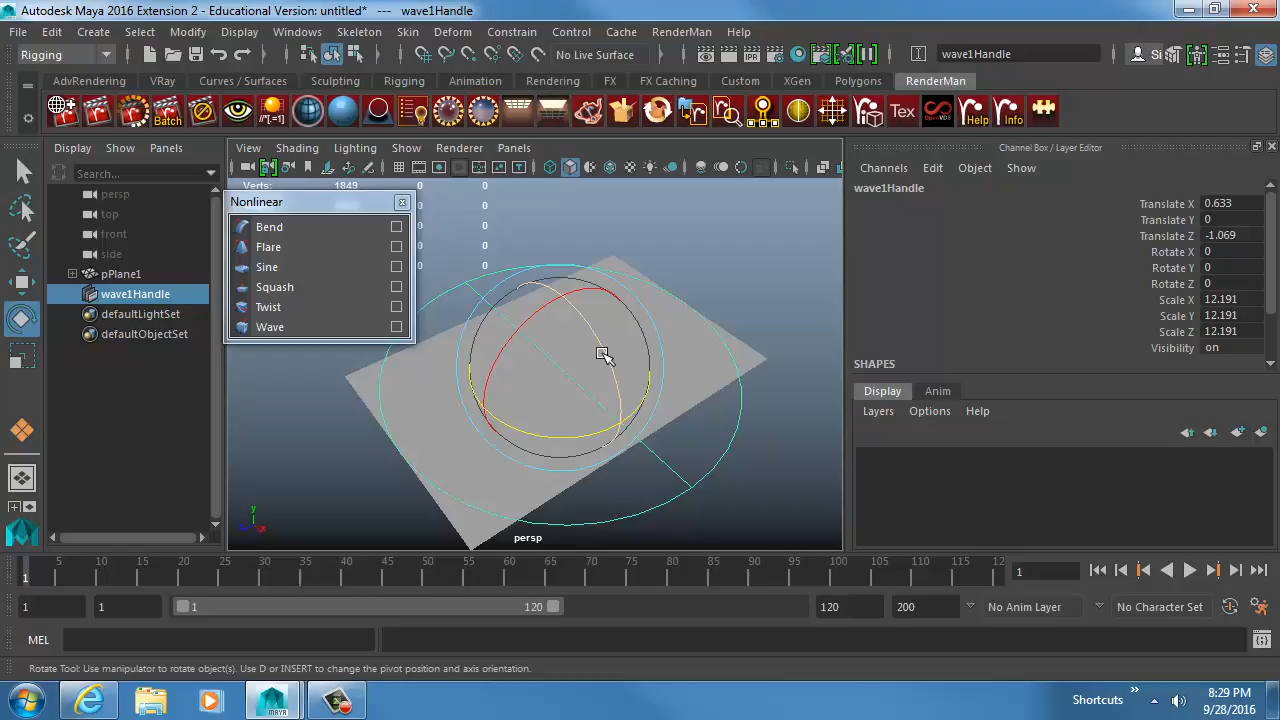 Autodesk Maya 2016 Extension 2 - Educational Version: untitled* --- wave1Handle
File Edit Create Select Modify Display Windows Skeleton Skin Deform Constrain Control Cache RenderMan Help
Rigging No Live Surface wave1Handle Si
AdvRendering VRay Curves / Surfaces Sculpting Rigging Animation Rendering FX FX Caching Custom XGen Polygons RenderMan
Batch //"[-=] Tex OpenVDB Help Info
Display Show Panels View Shading Lighting Show Renderer Panels Channel Box / Layer Editor
Search... Channels Edit Object Show
Verts: 1849 0 0
wave1Handle
persp
top
front
side
pPlane1
wave1Handle
defaultLightSet
defaultObjectSet
Nonlinear
Bend
Flare
Sine
Squash
Twist
Wave
0
0
0
0
Translate X 0.633
Translate Y 0
Translate Z -1.069
Rotate X 0
Rotate Y 0
Rotate Z 0
Scale X 12.191
Scale Y 12.191
Scale Z 12.191
Visibility on
SHAPES
Display Anim
Layers Options Help
y
x
persp
1 5 10 15 20 25 30 35 40 45 50 55 60 65 70 75 80 85 90 95 100 105 110 115 12 1
1 1 1 120 120 200 No Anim Layer No Character Set
MEL
Rotate Tool: Use manipulator to rotate object(s). Use D or INSERT to change the pivot position and axis orientation.
MAYA Shortcuts 8:29 PM
9/28/2016